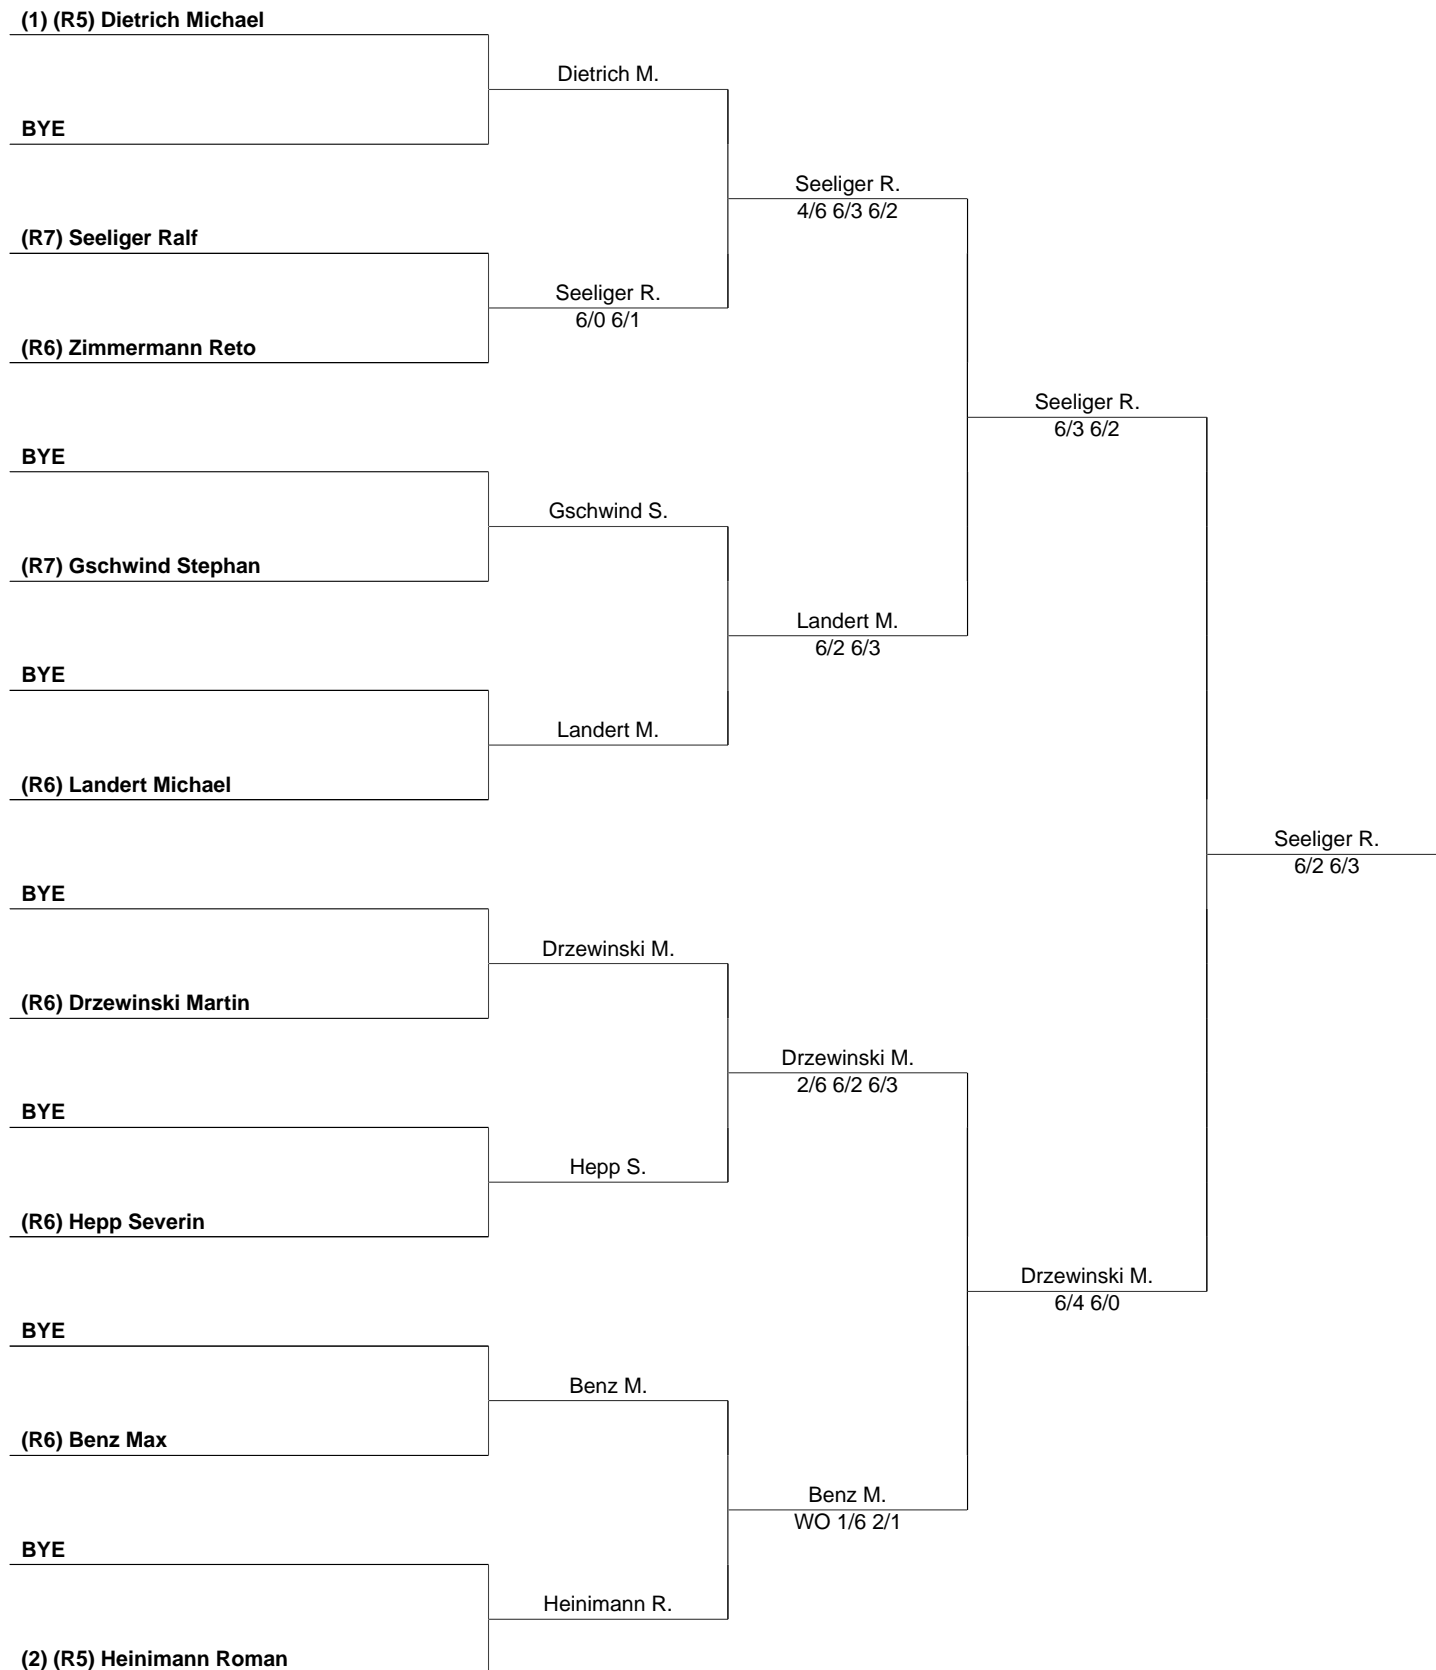 (1) (R5) Dietrich Michael
Dietrich M.
BYE
Seeliger R.
4/6 6/3 6/2
(R7) Seeliger Ralf
Seeliger R.
6/0 6/1
(R6) Zimmermann Reto
Seeliger R.
6/3 6/2
BYE
Gschwind S.
(R7) Gschwind Stephan
Landert M.
6/2 6/3
BYE
Landert M.
(R6) Landert Michael
Seeliger R.
6/2 6/3
BYE
Drzewinski M.
(R6) Drzewinski Martin
Drzewinski M.
2/6 6/2 6/3
BYE
Hepp S.
(R6) Hepp Severin
Drzewinski M.
6/4 6/0
BYE
Benz M.
(R6) Benz Max
Benz M.
WO 1/6 2/1
BYE
Heinimann R.
(2) (R5) Heinimann Roman